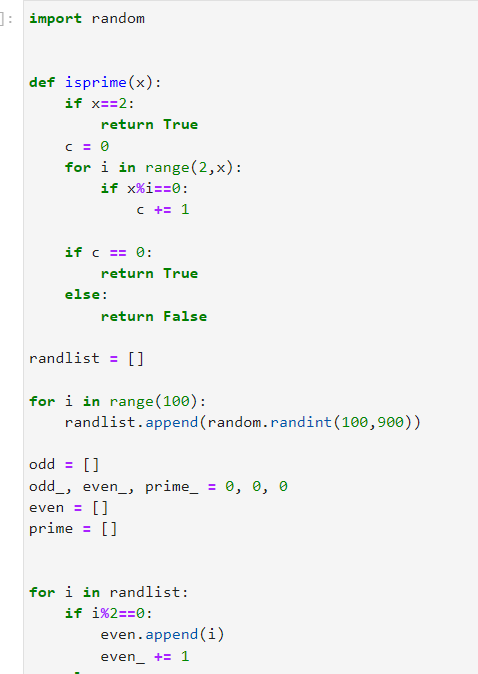 ]:
import random
def isprime(x):
    if x==2:
        return True
    c = 0
    for i in range(2,x):
        if x%i==0:
            c += 1
    if c == 0:
        return True
    else:
        return False
randlist = []
for i in range(100):
    randlist.append(random.randint(100,900))
odd = []
odd_, even_, prime_ = 0, 0, 0
even = []
prime = []
for i in randlist:
    if i%2==0:
        even.append(i)
        even_ += 1